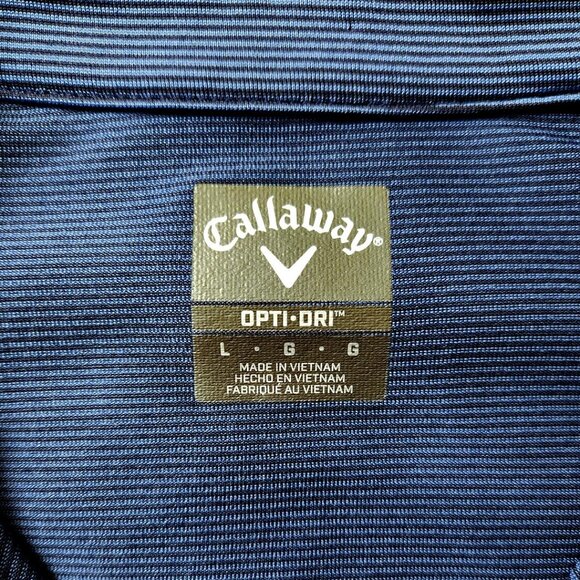 Callaway®
OPTI·DRI™
L · G · G
MADE IN VIETNAM
HECHO EN VIETNAM
FABRIQUÉ AU VIETNAM